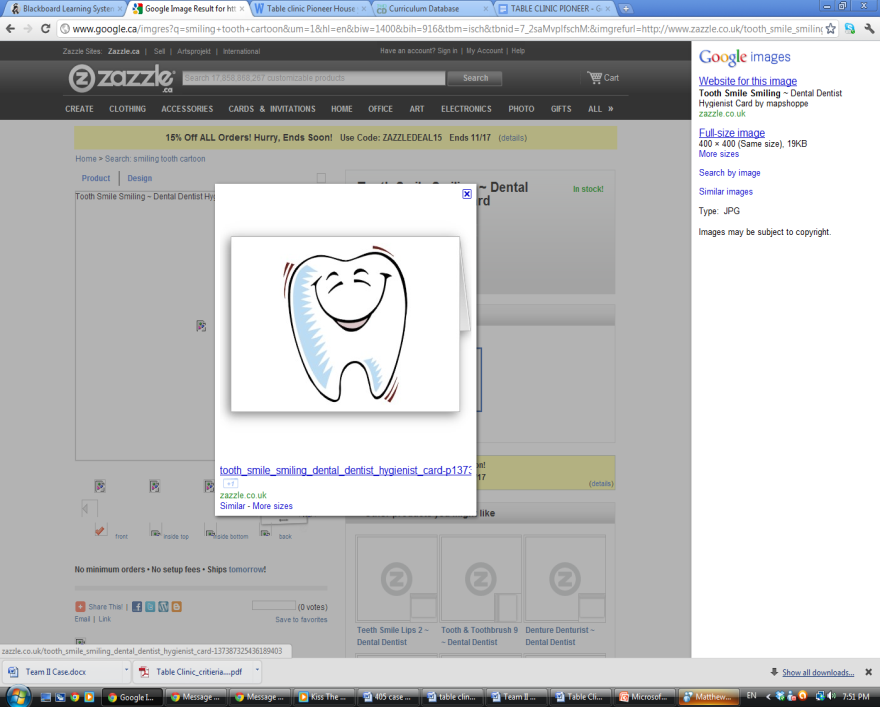 Blackboard Learning System
Google Image Result for htt
Table clinic Pioneer House
Curriculum Database
TABLE CLINIC PIONEER - G
www.google.ca/imgres?q=smiling+tooth+cartoon&um=1&hl=en&biw=1400&bih=916&tbm=isch&tbnid=7_2saMvpIfschM:&imgrefurl=http://www.zazzle.co.uk/tooth_smile_smiling
Zazzle Sites: Zazzle.ca | Sell | Artsprojekt | International
Have an account? Sign in | My Account | Help
zazzle .ca
Search 17,858,868,267 customizable products
Search
Cart
CREATE CLOTHING ACCESSORIES CARDS & INVITATIONS HOME OFFICE ART ELECTRONICS PHOTO GIFTS ALL »
15% Off ALL Orders! Hurry, Ends Soon! Use Code: ZAZZLEDEAL15 Ends 11/17 (details)
Home > Search: smiling tooth cartoon
Product | Design
Tooth Smile Smiling ~ Dental Dentist Hyg
~ Dental
rd
In stock!
tooth_smile_smiling_dental_dentist_hygienist_card-p1373
+1
zazzle.co.uk
Similar - More sizes
on!
17
(details)
like
front
inside top
inside bottom
back
No minimum orders • No setup fees • Ships tomorrow!
Share This! |
(0 votes)
Email | Link
Save to favorites
Teeth Smile Lips 2 ~
Dental Dentist
Tooth & Toothbrush 9
~ Dental Dentist
Denture Denturist ~
Dental Dentist
Google images
Website for this image
Tooth Smile Smiling ~ Dental Dentist
Hygienist Card by mapshoppe
zazzle.co.uk
Full-size image
400 × 400 (Same size), 19KB
More sizes
Search by image
Similar images
Type: JPG
Images may be subject to copyright.
zazzle.co.uk/tooth_smile_smiling_dental_dentist_hygienist_card-137387325436189403
Team II Case.docx
Table Clinic_critieria....pdf
Show all downloads...
Google I...
Message ...
Message ...
Kiss The ...
405 case ...
table clin...
Team II ...
Table Cli...
Microsof...
Matthew...
EN
7:51 PM